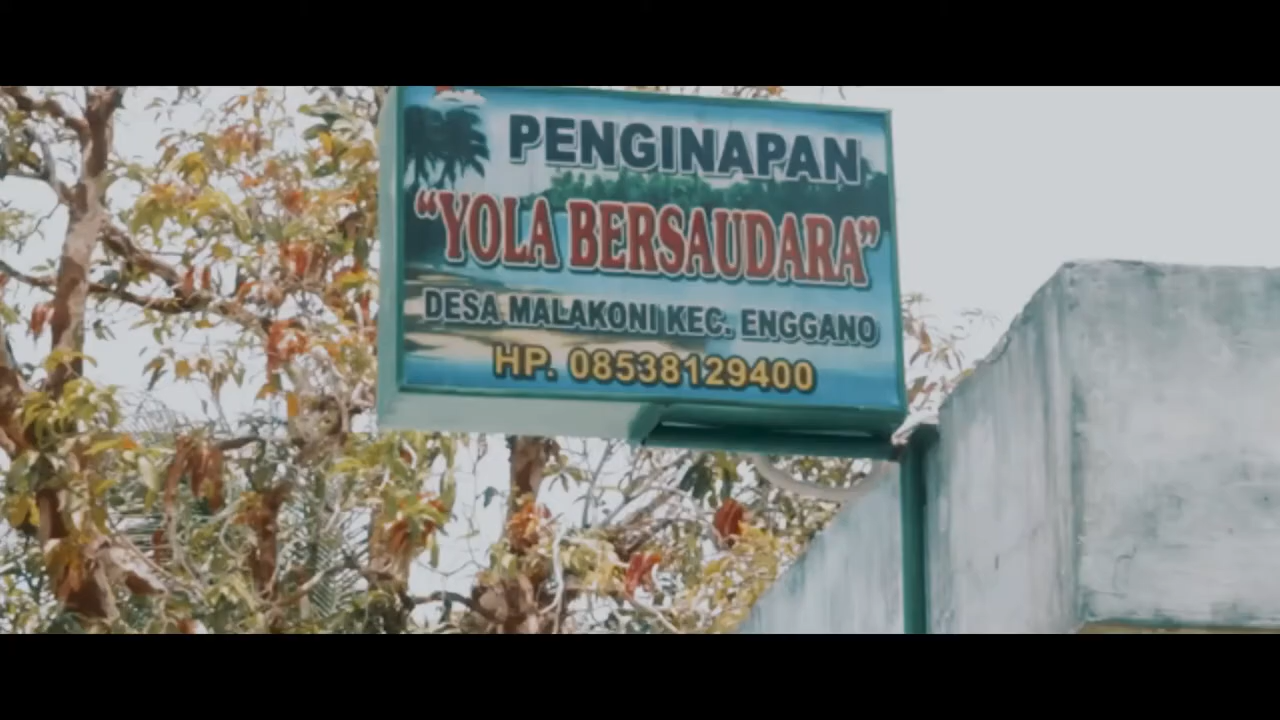 PENGINAPAN
“YOLA BERSAUDARA”
DESA MALAKONI KEC. ENGGANO
HP. 08538129400